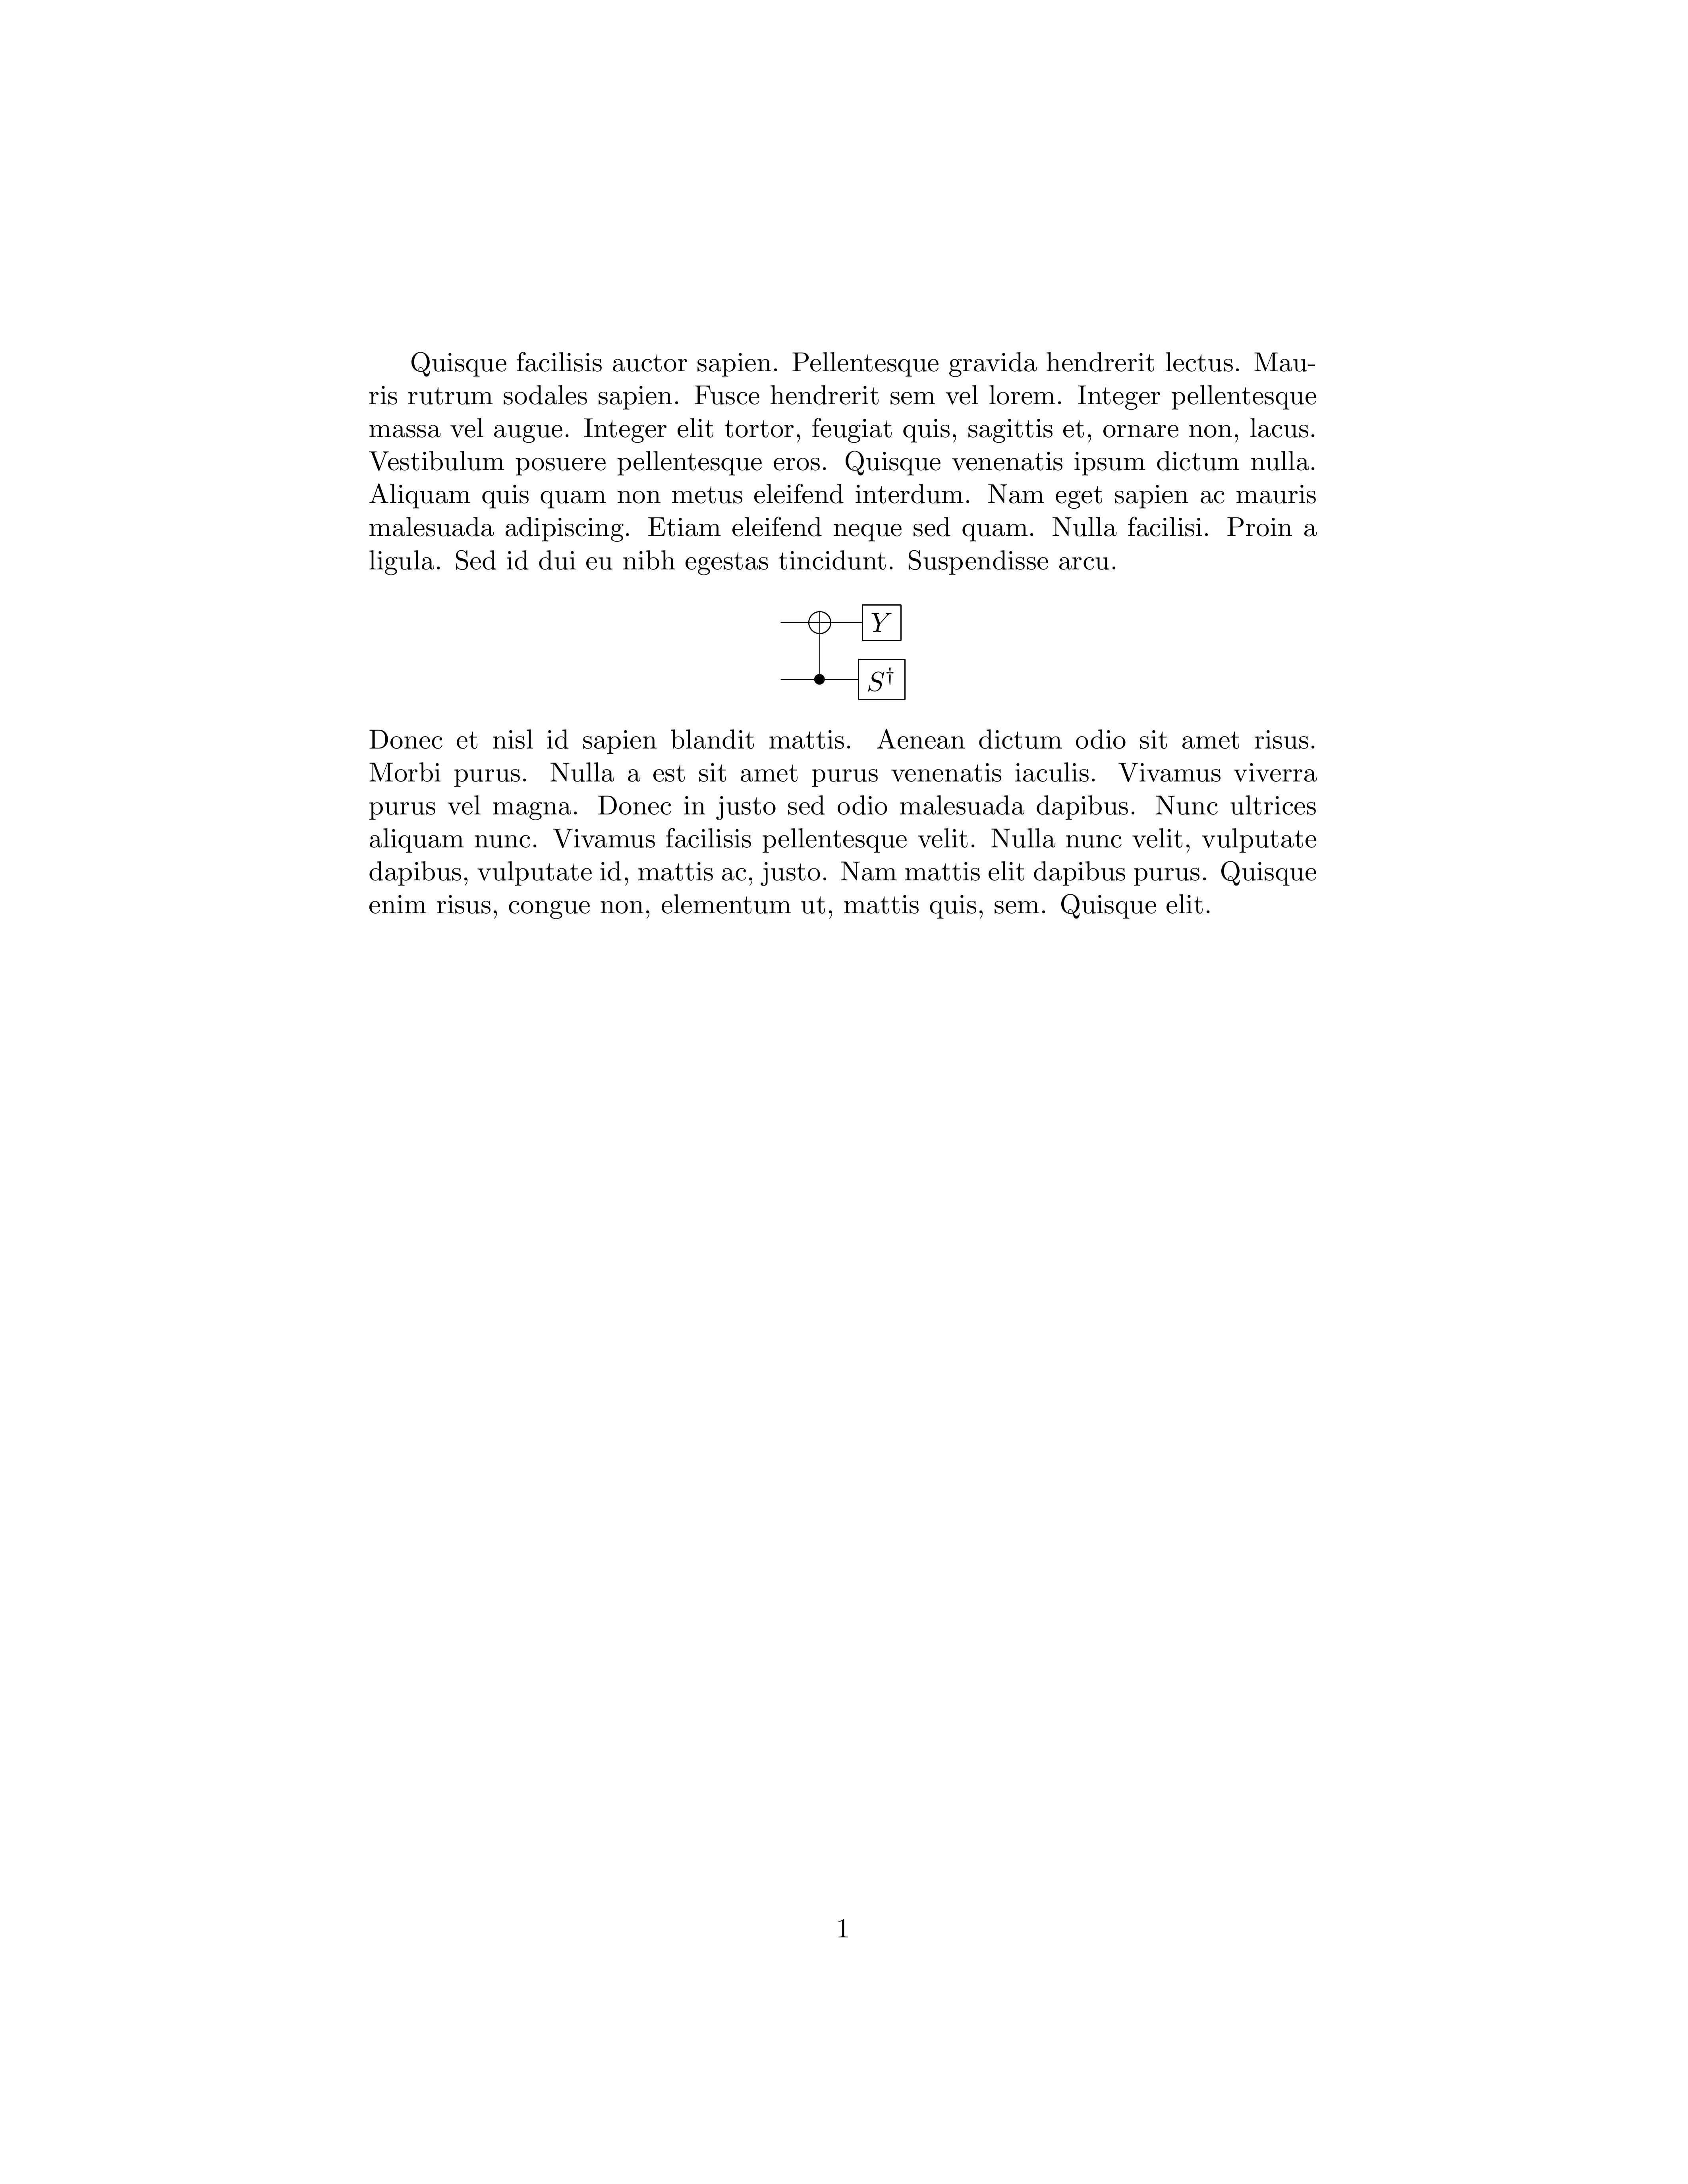 Quisque facilisis auctor sapien. Pellentesque gravida hendrerit lectus. Mau-
ris rutrum sodales sapien. Fusce hendrerit sem vel lorem. Integer pellentesque
massa vel augue. Integer elit tortor, feugiat quis, sagittis et, ornare non, lacus.
Vestibulum posuere pellentesque eros. Quisque venenatis ipsum dictum nulla.
Aliquam quis quam non metus eleifend interdum. Nam eget sapien ac mauris
malesuada adipiscing. Etiam eleifend neque sed quam. Nulla facilisi. Proin a
ligula. Sed id dui eu nibh egestas tincidunt. Suspendisse arcu.
Y
S†
Donec et nisl id sapien blandit mattis. Aenean dictum odio sit amet risus.
Morbi purus. Nulla a est sit amet purus venenatis iaculis. Vivamus viverra
purus vel magna. Donec in justo sed odio malesuada dapibus. Nunc ultrices
aliquam nunc. Vivamus facilisis pellentesque velit. Nulla nunc velit, vulputate
dapibus, vulputate id, mattis ac, justo. Nam mattis elit dapibus purus. Quisque
enim risus, congue non, elementum ut, mattis quis, sem. Quisque elit.
1